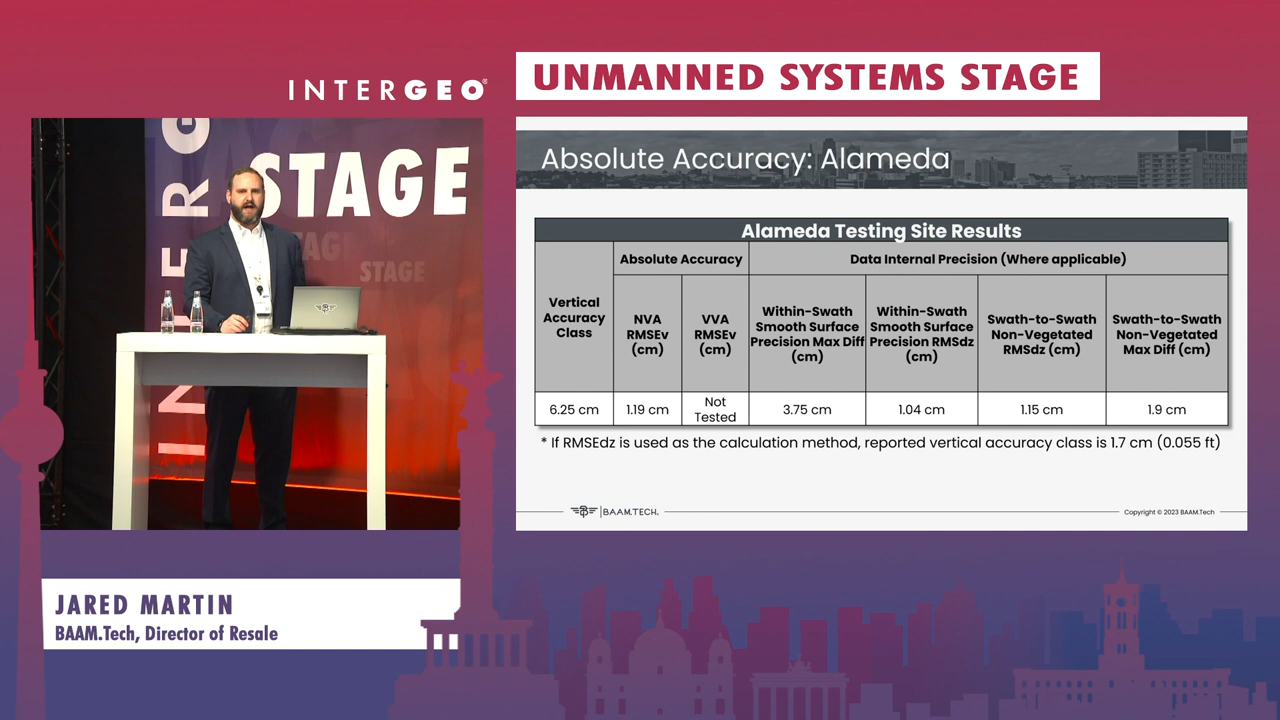 INTERGEO®
UNMANNED SYSTEMS STAGE
INTERG
STAGE
STAGE
Absolute Accuracy: Alameda
Alameda Testing Site Results
Absolute Accuracy
Data Internal Precision (Where applicable)
Vertical
Accuracy
Class
NVA
RMSEv
(cm)
VVA
RMSEv
(cm)
Within-Swath
Smooth Surface
Precision Max Diff
(cm)
Within-Swath
Smooth Surface
Precision RMSdz
(cm)
Swath-to-Swath
Non-Vegetated
RMSdz (cm)
Swath-to-Swath
Non-Vegetated
Max Diff (cm)
6.25 cm
1.19 cm
Not
Tested
3.75 cm
1.04 cm
1.15 cm
1.9 cm
* If RMSEdz is used as the calculation method, reported vertical accuracy class is 1.7 cm (0.055 ft)
BAAM.TECH.
Copyright © 2023 BAAM.Tech
JARED MARTIN
BAAM.Tech, Director of Resale